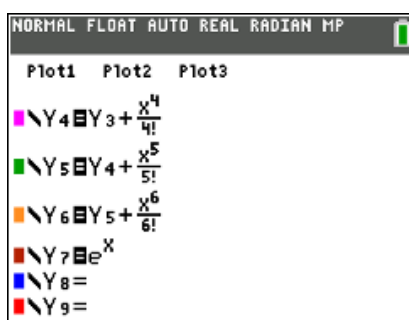 NORMAL FLOAT AUTO REAL RADIAN MP
Plot1 Plot2 Plot3
\Y₄=Y₃+X⁴/4!
\Y₅=Y₄+X⁵/5!
\Y₆=Y₅+X⁶/6!
\Y₇=eˣ
\Y₈=
\Y₉=